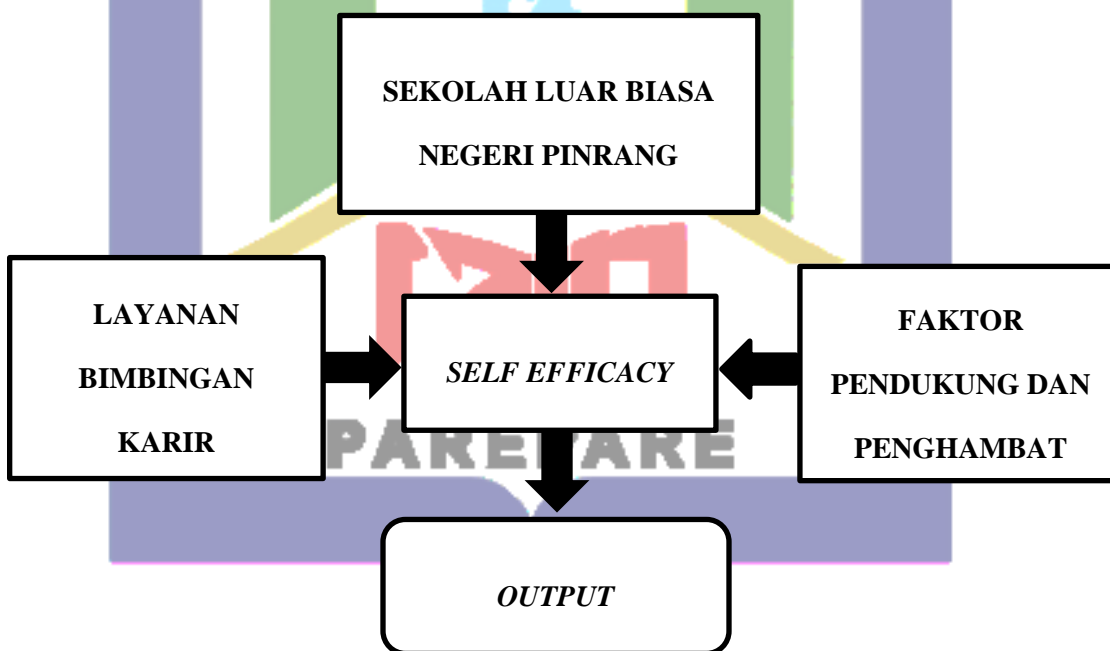 SEKOLAH LUAR BIASA
NEGERI PINRANG
LAYANAN
BIMBINGAN
KARIR
SELF EFFICACY
FAKTOR
PENDUKUNG DAN
PENGHAMBAT
PAREPARE
OUTPUT